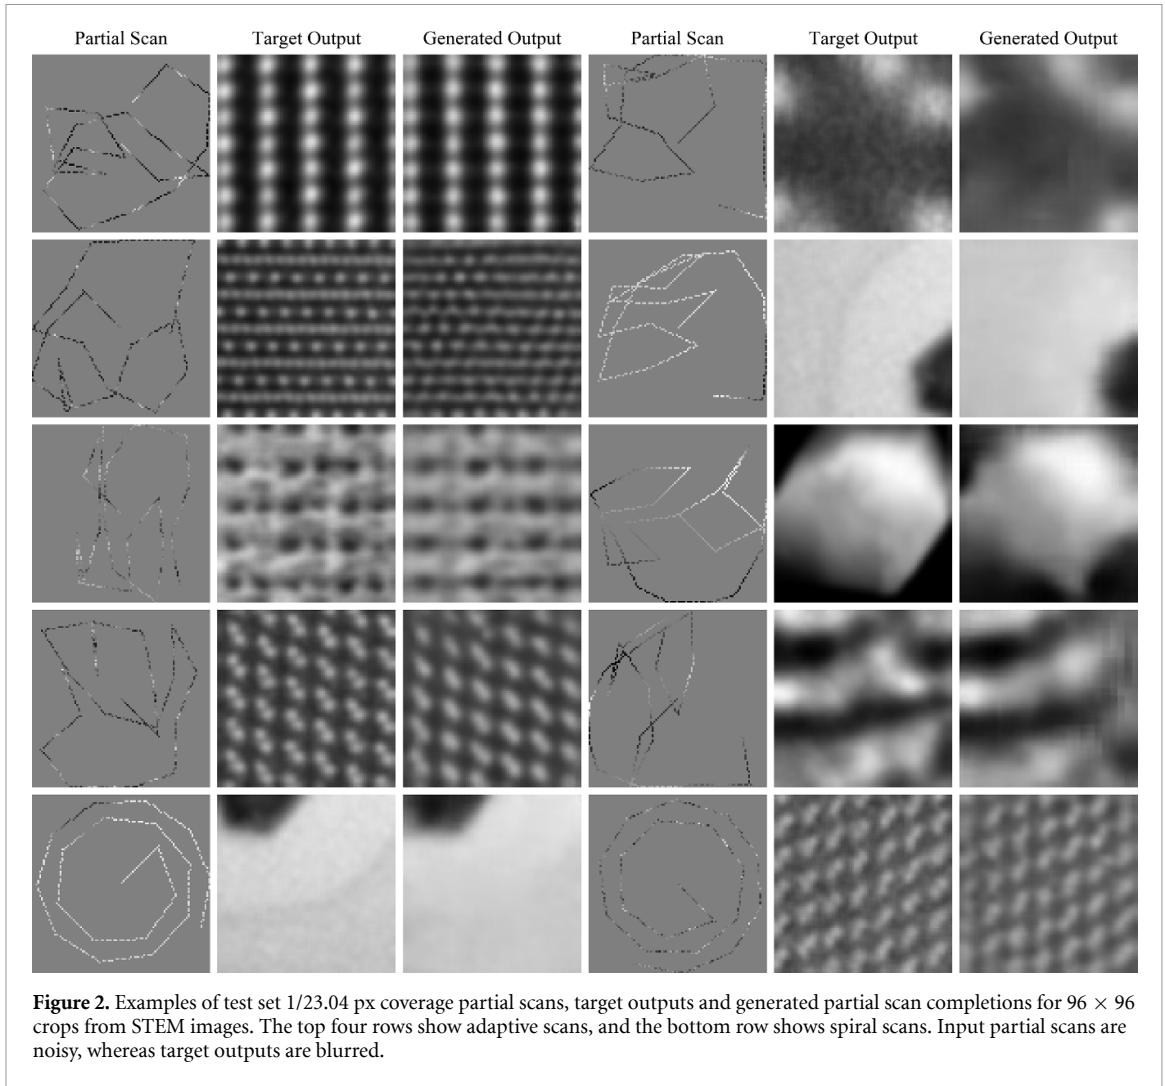 Partial Scan Target Output Generated Output Partial Scan Target Output Generated Output
Figure 2. Examples of test set 1/23.04 px coverage partial scans, target outputs and generated partial scan completions for 96 × 96
crops from STEM images. The top four rows show adaptive scans, and the bottom row shows spiral scans. Input partial scans are
noisy, whereas target outputs are blurred.